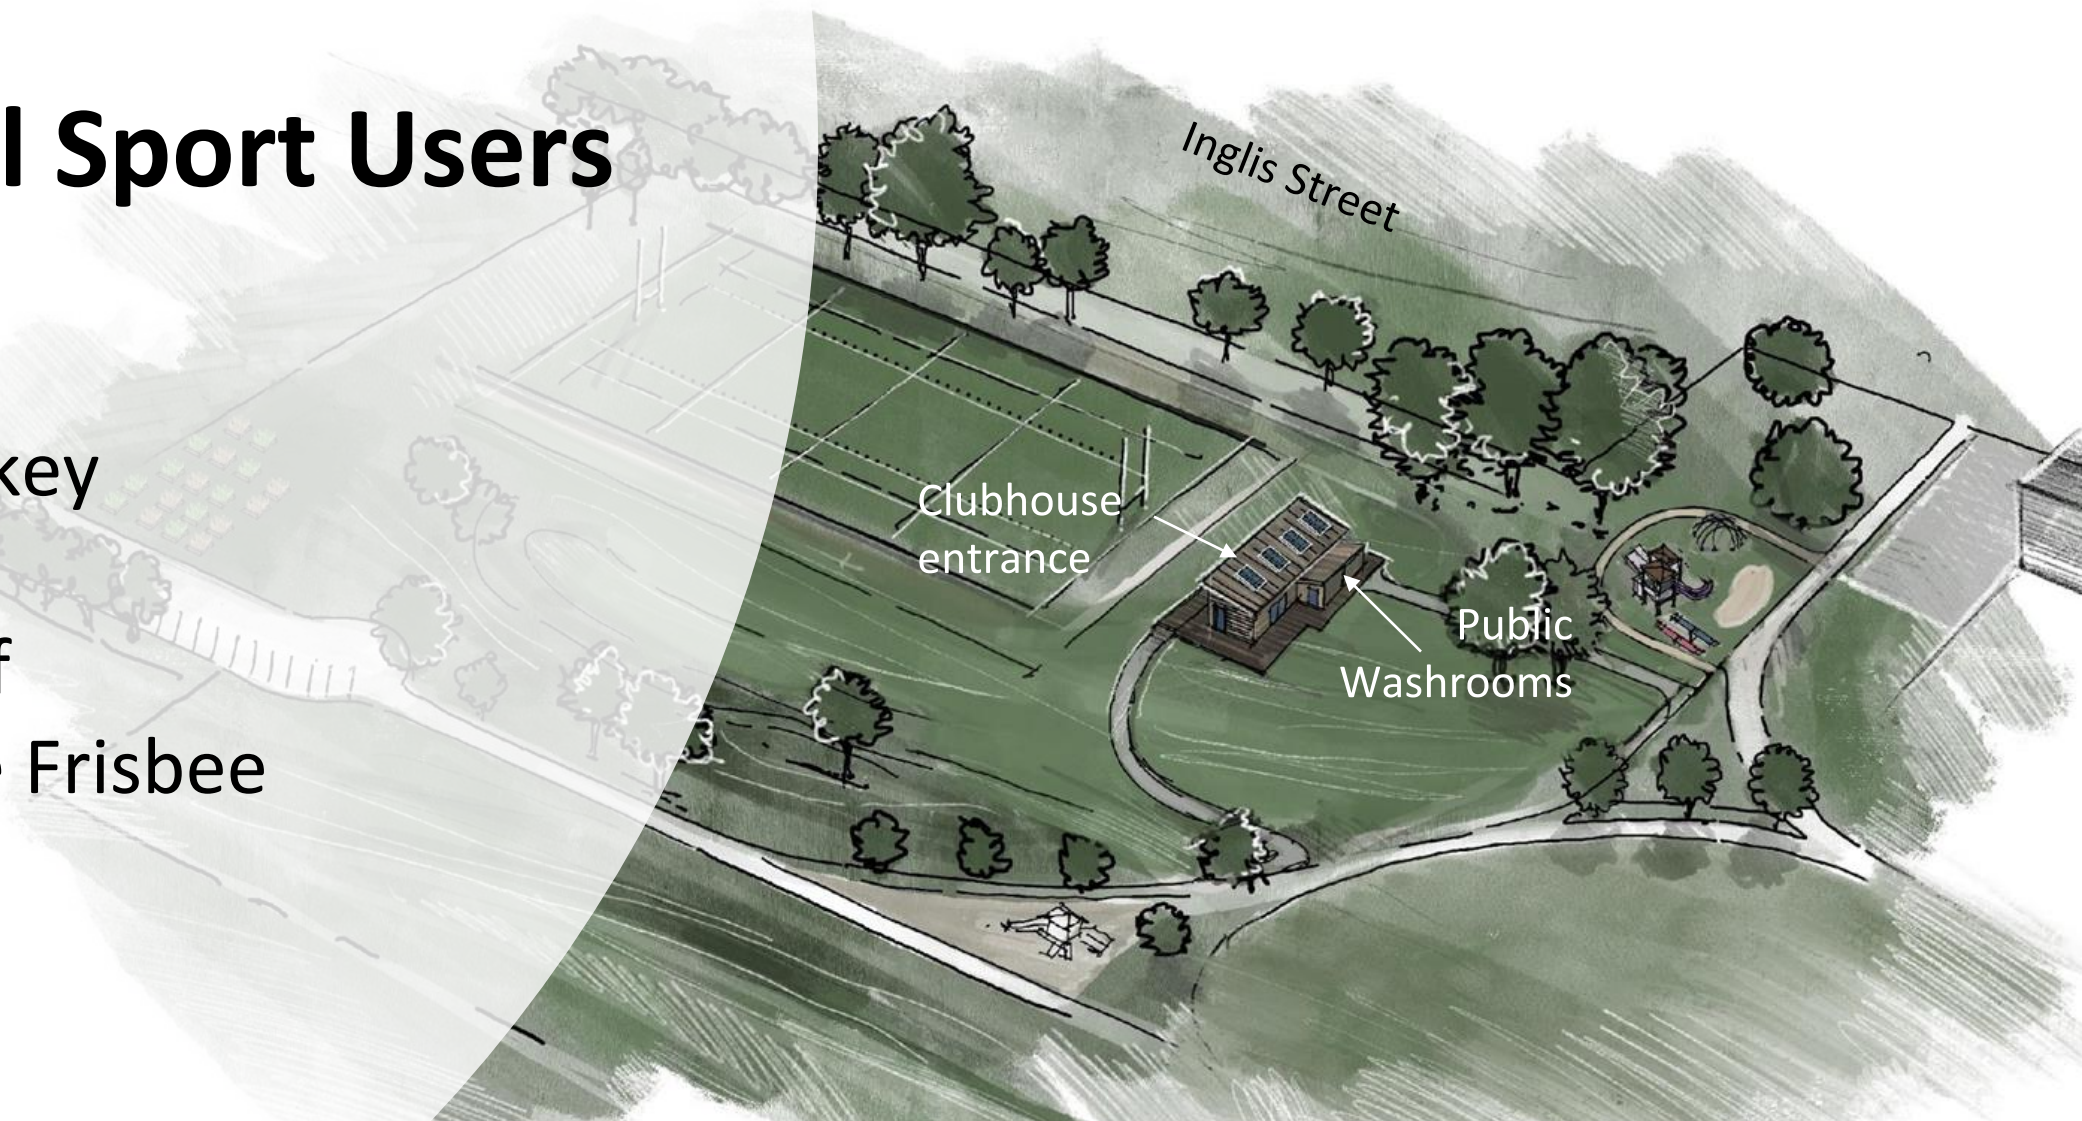 l Sport Users
Inglis Street
key
Clubhouse
entrance
Public
Washrooms
f
e Frisbee